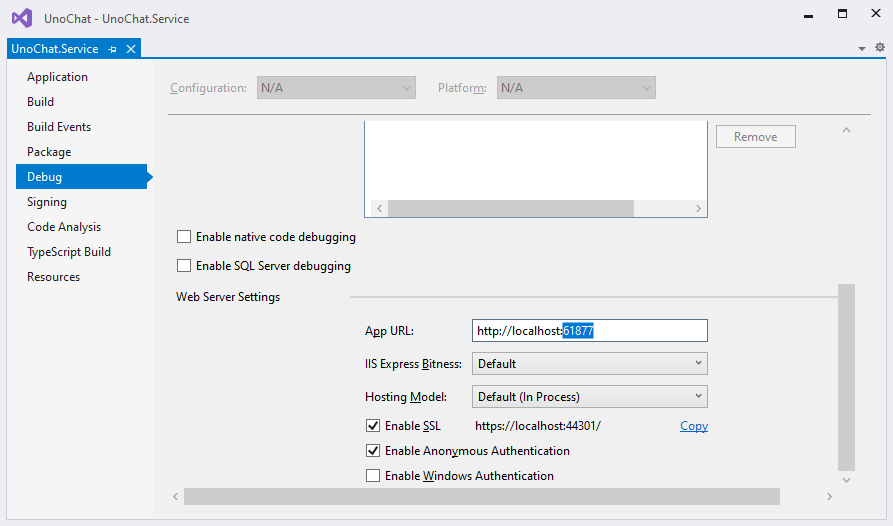 UnoChat - UnoChat.Service
UnoChat.Service
Application
Build
Build Events
Package
Debug
Signing
Code Analysis
TypeScript Build
Resources
Configuration: N/A Platform: N/A
Remove
Enable native code debugging
Enable SQL Server debugging
Web Server Settings
App URL: http://localhost:61877
IIS Express Bitness: Default
Hosting Model: Default (In Process)
Enable SSL https://localhost:44301/ Copy
Enable Anonymous Authentication
Enable Windows Authentication